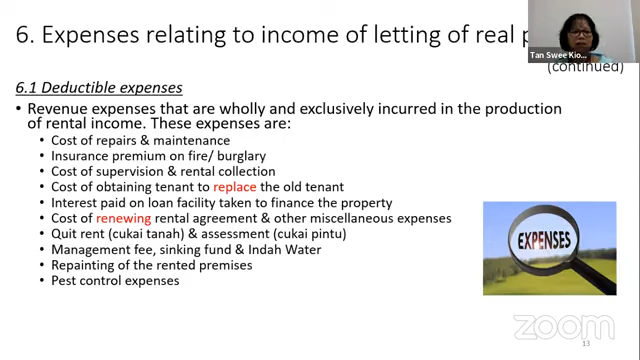 6. Expenses relating to income of letting of real p
Tan Swee Kio...
(continued)
6.1 Deductible expenses
• Revenue expenses that are wholly and exclusively incurred in the production
of rental income. These expenses are:
• Cost of repairs & maintenance
• Insurance premium on fire/ burglary
• Cost of supervision & rental collection
• Cost of obtaining tenant to replace the old tenant
• Interest paid on loan facility taken to finance the property
• Cost of renewing rental agreement & other miscellaneous expenses
• Quit rent (cukai tanah) & assessment (cukai pintu)
• Management fee, sinking fund & Indah Water
• Repainting of the rented premises
• Pest control expenses
EXPENSES
zoom
13